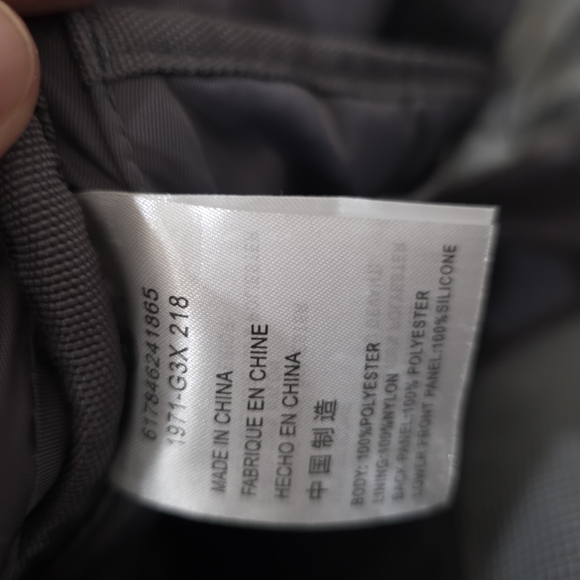 617846241865
1971-G3X 218
MADE IN CHINA
FABRIQUE EN CHINE
HECHO EN CHINA
中国制造
BODY: 100%POLYESTER
LINING:100%NYLON
BACK PANEL:100% POLYESTER
LOWER FRONT PANEL:100%SILICONE